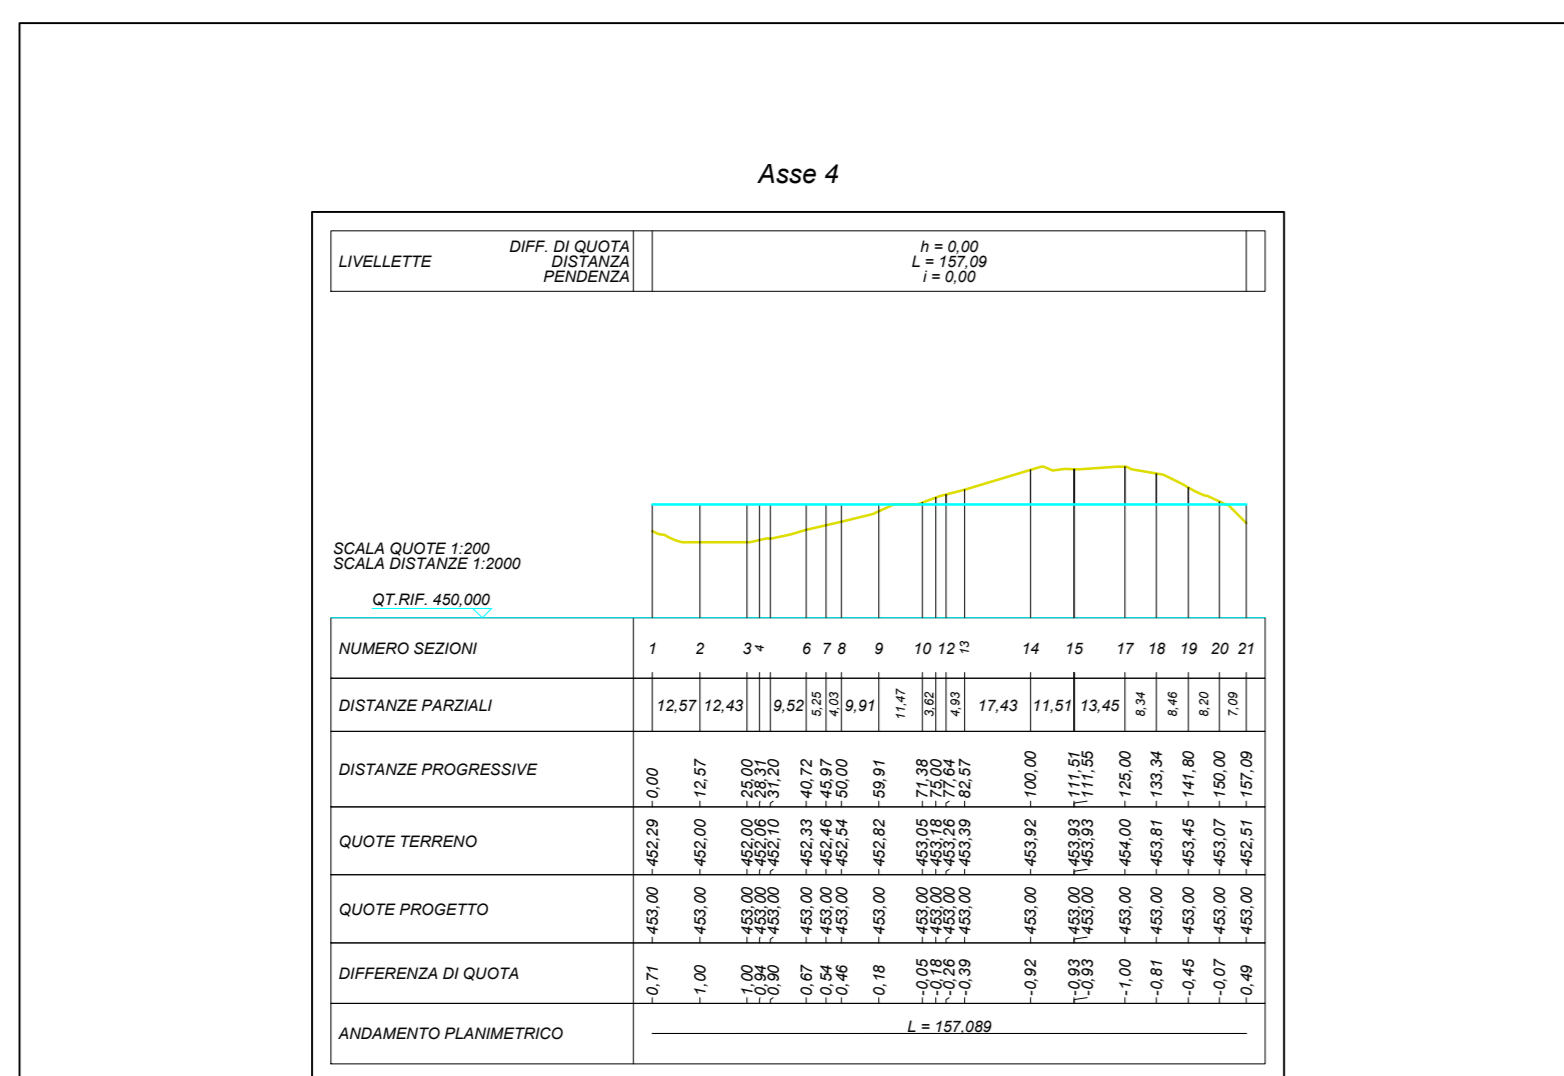 Asse 4
LIVELLETTE
DIFF. DI QUOTA
DISTANZA
PENDENZA
h = 0,00
L = 157,09
i = 0,00
SCALA QUOTE 1:200
SCALA DISTANZE 1:2000
QT.RIF. 450,000
NUMERO SEZIONI 1 2 3 4 6 7 8 9 10 12 13 14 15 17 18 19 20 21
DISTANZE PARZIALI 12,57 12,43 9,52 5,25 4,03 9,91 11,47 3,62 4,93 17,43 11,51 13,45 8,34 8,46 8,20 7,09
DISTANZE PROGRESSIVE 0,00 12,57 25,00 28,31 31,20 40,72 45,97 50,00 59,91 71,38 75,00 77,64 82,57 100,00 111,51 111,55 125,00 133,34 141,80 150,00 157,09
QUOTE TERRENO 452,29 452,00 452,00 452,06 452,10 452,33 452,46 452,54 452,82 453,05 453,18 453,26 453,39 453,92 453,93 453,93 454,00 453,81 453,45 453,07 452,51
QUOTE PROGETTO 453,00 453,00 453,00 453,00 453,00 453,00 453,00 453,00 453,00 453,00 453,00 453,00 453,00 453,00 453,00 453,00 453,00 453,00 453,00 453,00 453,00
DIFFERENZA DI QUOTA 0,71 1,00 1,00 0,94 0,90 0,67 0,54 0,46 0,18 -0,05 -0,18 -0,26 -0,39 -0,92 -0,93 -0,93 -1,00 -0,81 -0,45 -0,07 0,49
ANDAMENTO PLANIMETRICO L = 157.089